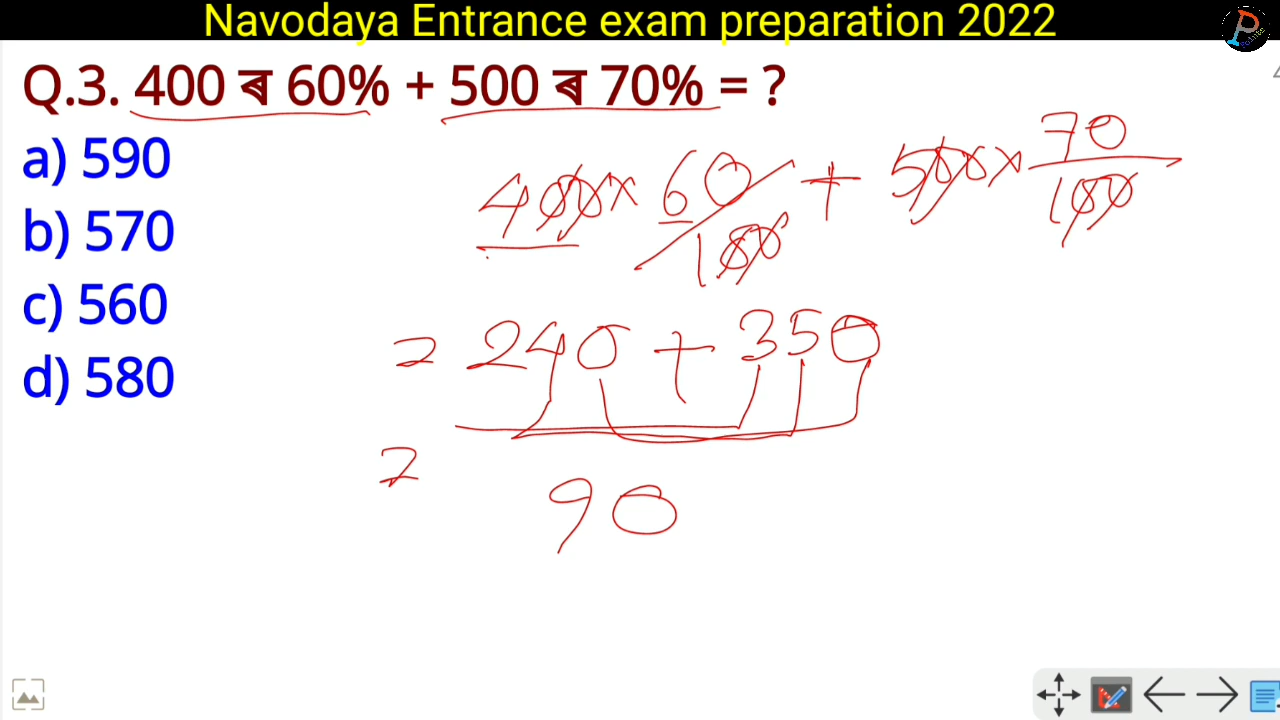 Navodaya Entrance exam preparation 2022
Q.3. 400 ৰ 60% + 500 ৰ 70% = ?
a) 590
b) 570
c) 560
d) 580
400 × 60/100 + 500 × 70/100
= 240 + 350
= 90